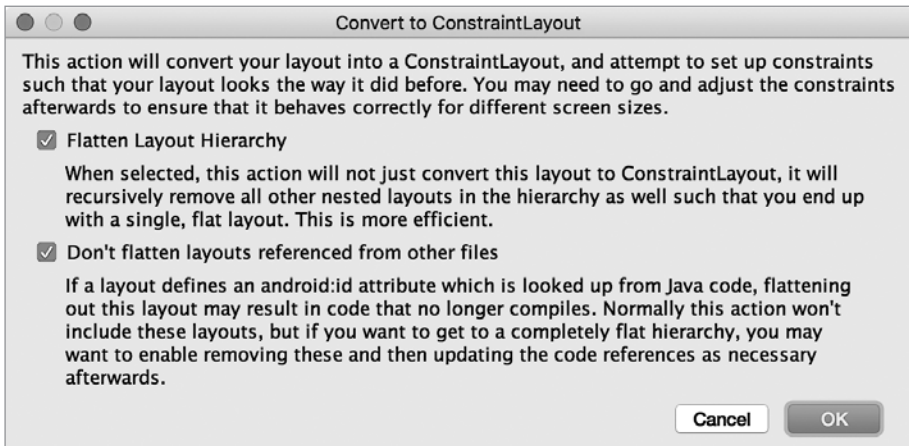 Convert to ConstraintLayout
This action will convert your layout into a ConstraintLayout, and attempt to set up constraints
such that your layout looks the way it did before. You may need to go and adjust the constraints
afterwards to ensure that it behaves correctly for different screen sizes.
Flatten Layout Hierarchy
When selected, this action will not just convert this layout to ConstraintLayout, it will
recursively remove all other nested layouts in the hierarchy as well such that you end up
with a single, flat layout. This is more efficient.
Don't flatten layouts referenced from other files
If a layout defines an android:id attribute which is looked up from Java code, flattening
out this layout may result in code that no longer compiles. Normally this action won't
include these layouts, but if you want to get to a completely flat hierarchy, you may
want to enable removing these and then updating the code references as necessary
afterwards.
Cancel OK